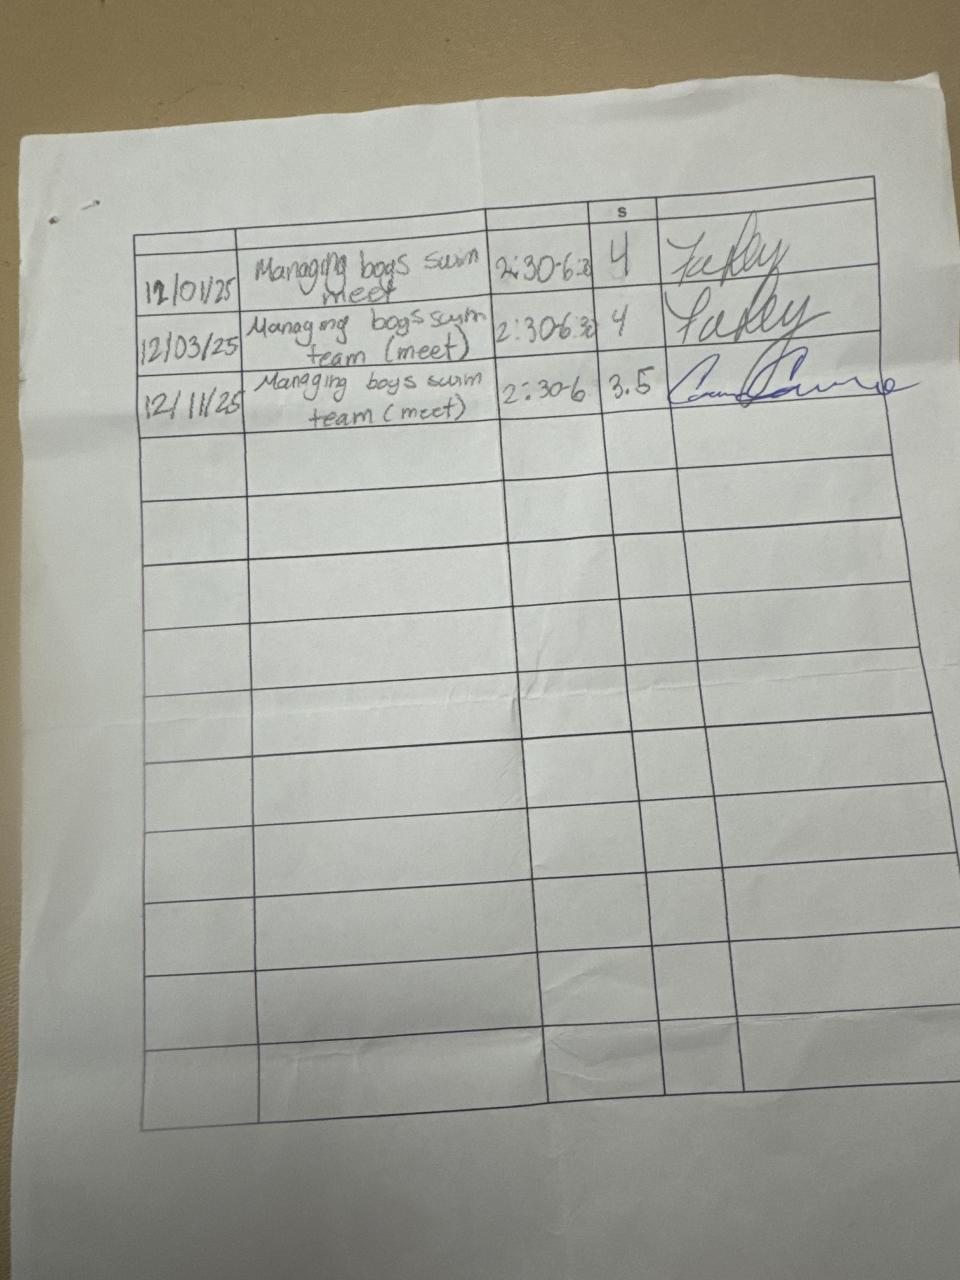 s
12/01/25 Managing boys swim meet 2:30-6:30 4 Farley
12/03/25 Managing boys swim team (meet) 2:30-6:30 4 Farley
12/11/25 Managing boys swim team (meet) 2:30-6 3.5